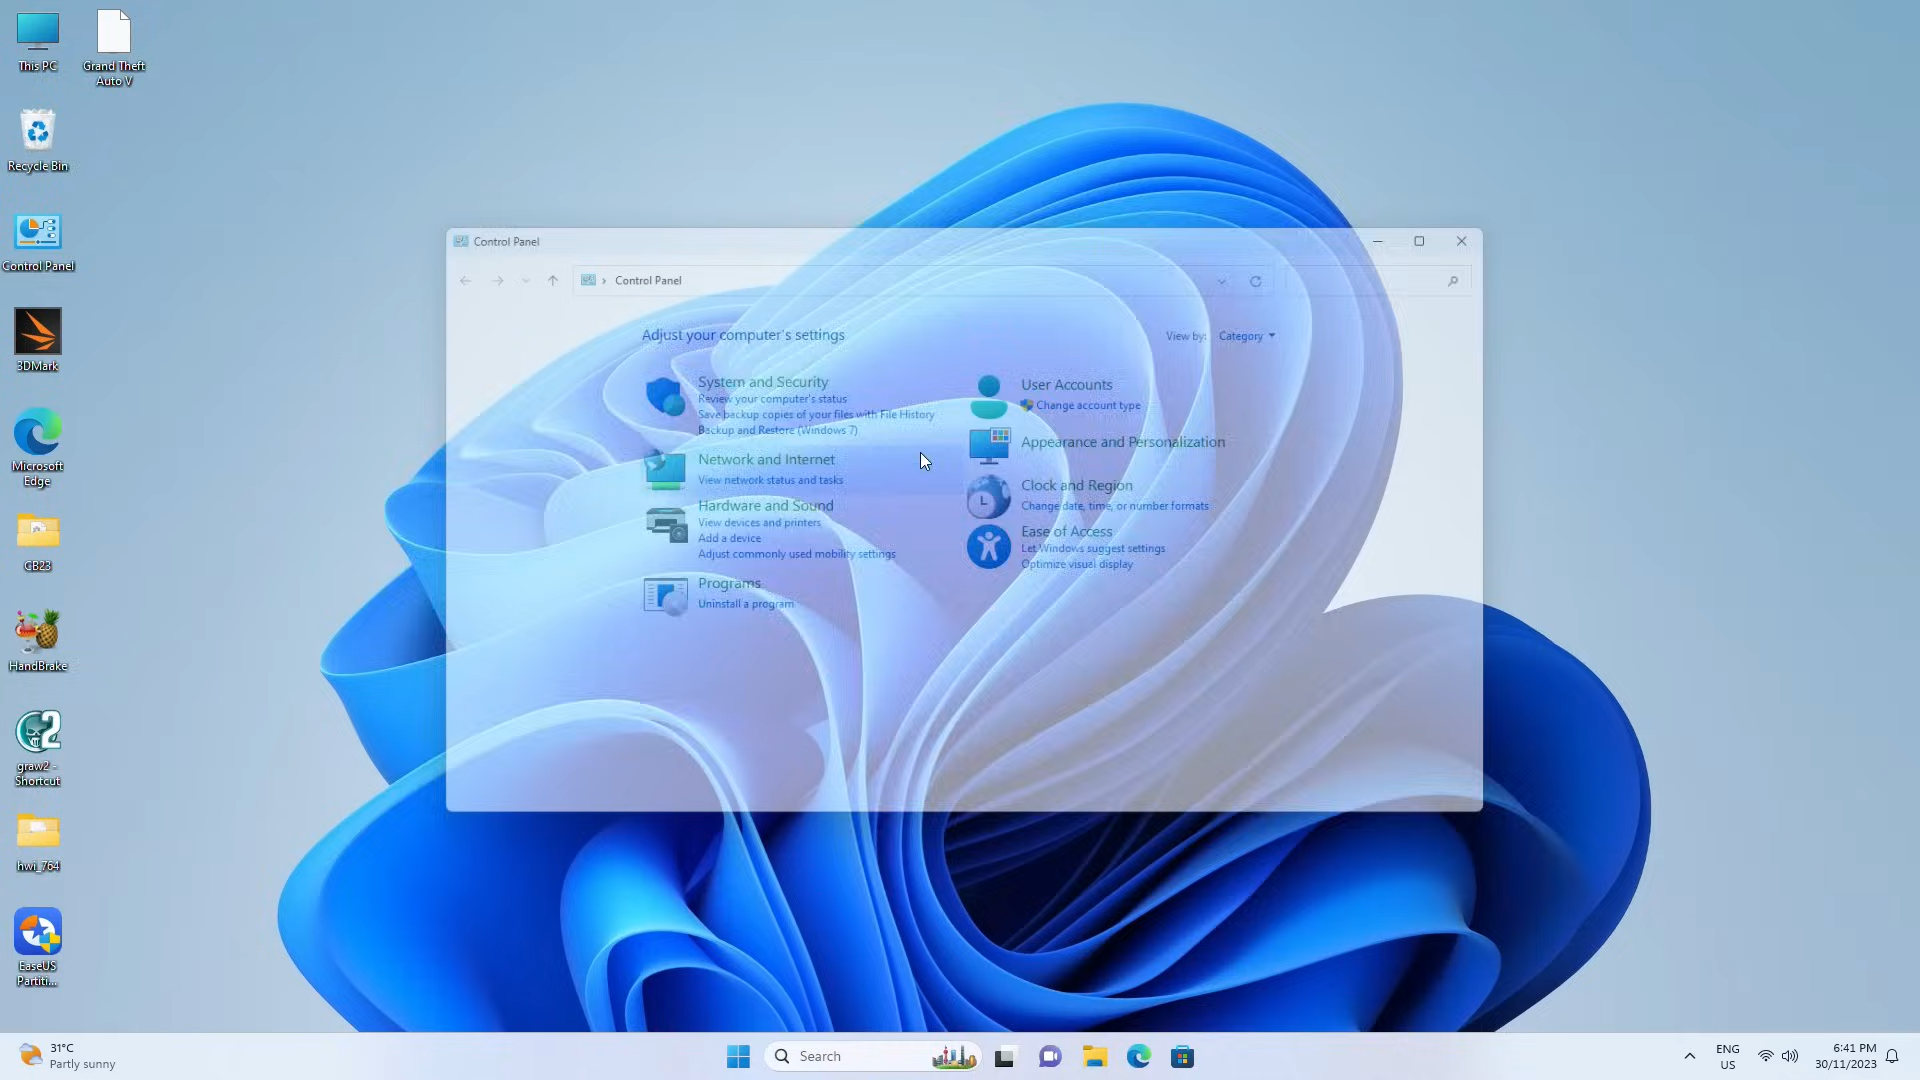 This PC
Grand Theft
Auto V
Recycle Bin
Control Panel
3DMark
Microsoft
Edge
CB23
HandBrake
graw2 -
Shortcut
hwi_764
EaseUS
Partiti...
Control Panel
Control Panel
Adjust your computer's settings
View by: Category
System and Security
Review your computer's status
Save backup copies of your files with File History
Backup and Restore (Windows 7)
Network and Internet
View network status and tasks
Hardware and Sound
View devices and printers
Add a device
Adjust commonly used mobility settings
Programs
Uninstall a program
User Accounts
Change account type
Appearance and Personalization
Clock and Region
Change date, time, or number formats
Ease of Access
Let Windows suggest settings
Optimize visual display
31°C
Partly sunny
Search
ENG
US
6:41 PM
30/11/2023